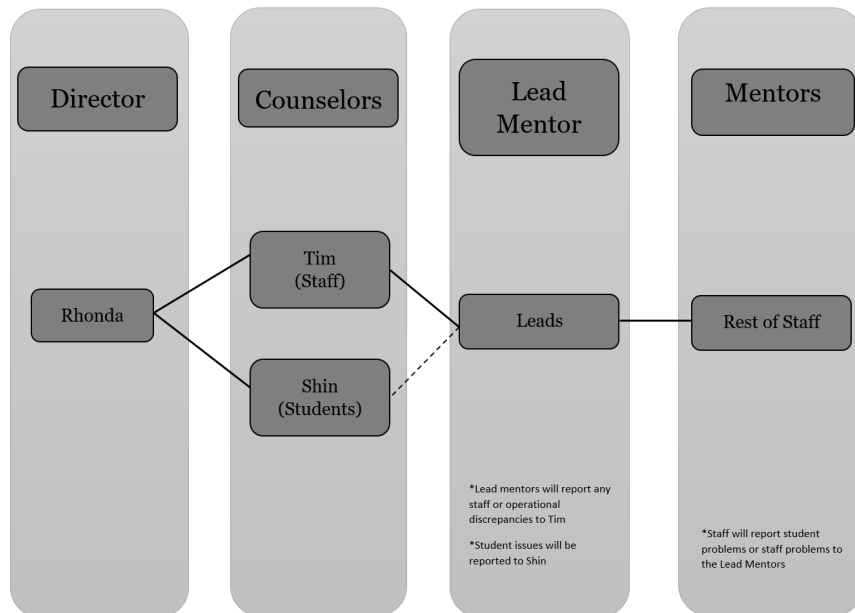 Director
Counselors
Lead
Mentor
Mentors
Rhonda
Tim
(Staff)
Shin
(Students)
Leads
Rest of Staff
*Lead mentors will report any
staff or operational
discrepancies to Tim
*Student issues will be
reported to Shin
*Staff will report student
problems or staff problems to
the Lead Mentors